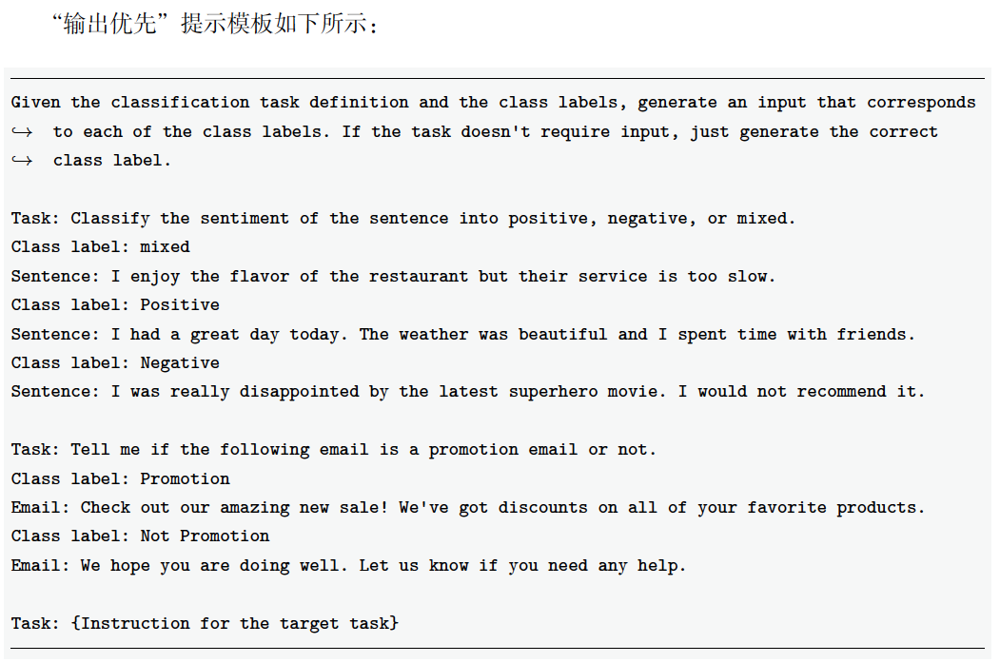 “输出优先”提示模板如下所示：
Given the classification task definition and the class labels, generate an input that corresponds
↪ to each of the class labels. If the task doesn't require input, just generate the correct
↪ class label.
Task: Classify the sentiment of the sentence into positive, negative, or mixed.
Class label: mixed
Sentence: I enjoy the flavor of the restaurant but their service is too slow.
Class label: Positive
Sentence: I had a great day today. The weather was beautiful and I spent time with friends.
Class label: Negative
Sentence: I was really disappointed by the latest superhero movie. I would not recommend it.
Task: Tell me if the following email is a promotion email or not.
Class label: Promotion
Email: Check out our amazing new sale! We've got discounts on all of your favorite products.
Class label: Not Promotion
Email: We hope you are doing well. Let us know if you need any help.
Task: {Instruction for the target task}